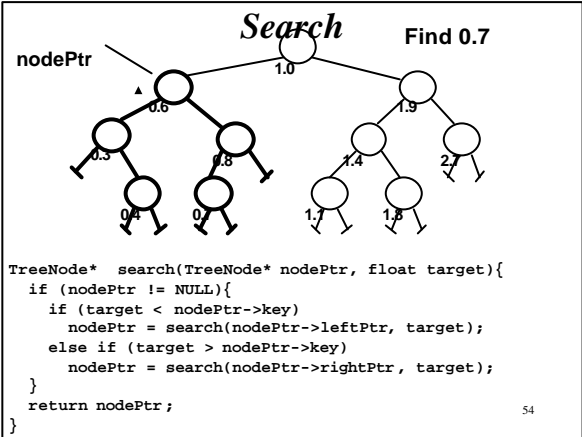 Search
Find 0.7
nodePtr
1.0
0.6
1.9
0.3
0.8
1.4
2.7
0.4
1.1
1.8
TreeNode* search(TreeNode* nodePtr, float target){
if (nodePtr != NULL){
if (target < nodePtr->key)
nodePtr = search(nodePtr->leftPtr, target);
else if (target > nodePtr->key)
nodePtr = search(nodePtr->rightPtr, target);
}
return nodePtr;
54
}